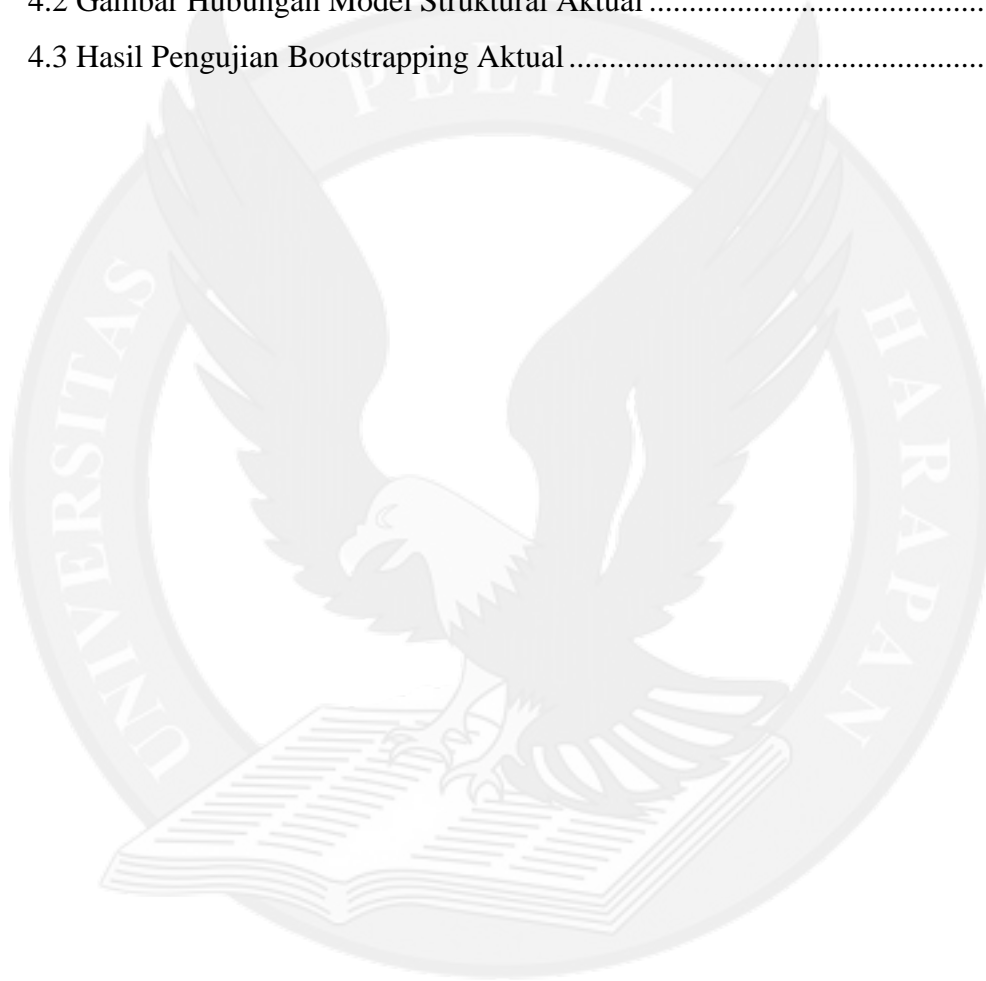 4.2 Gambar Hubungan Model Struktural Aktual ........................................
4.3 Hasil Pengujian Bootstrapping Aktual ..................................................
UNIVERSITAS PELITA HARAPAN